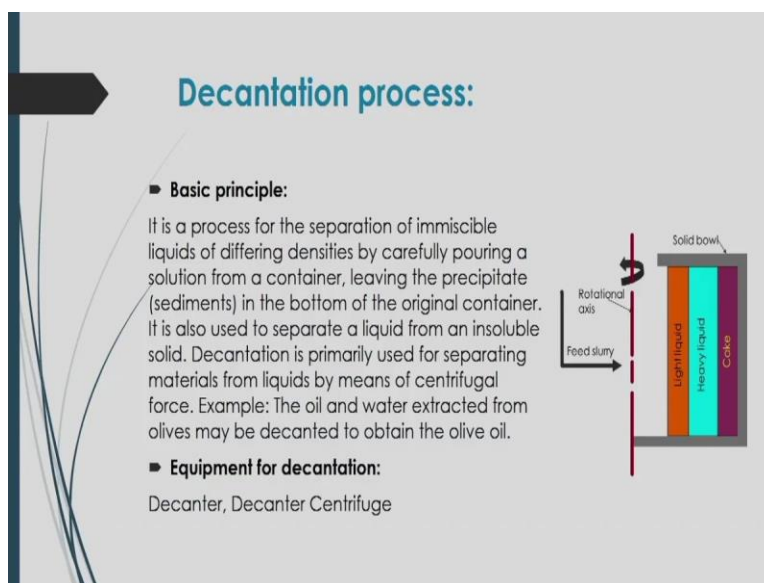 Decantation process:
Basic principle:
It is a process for the separation of immiscible
liquids of differing densities by carefully pouring a
solution from a container, leaving the precipitate
(sediments) in the bottom of the original container.
It is also used to separate a liquid from an insoluble
solid. Decantation is primarily used for separating
materials from liquids by means of centrifugal
force. Example: The oil and water extracted from
olives may be decanted to obtain the olive oil.
Equipment for decantation:
Decanter, Decanter Centrifuge
Solid bowl
Rotational
axis
Feed slurry
Light liquid
Heavy liquid
Cake